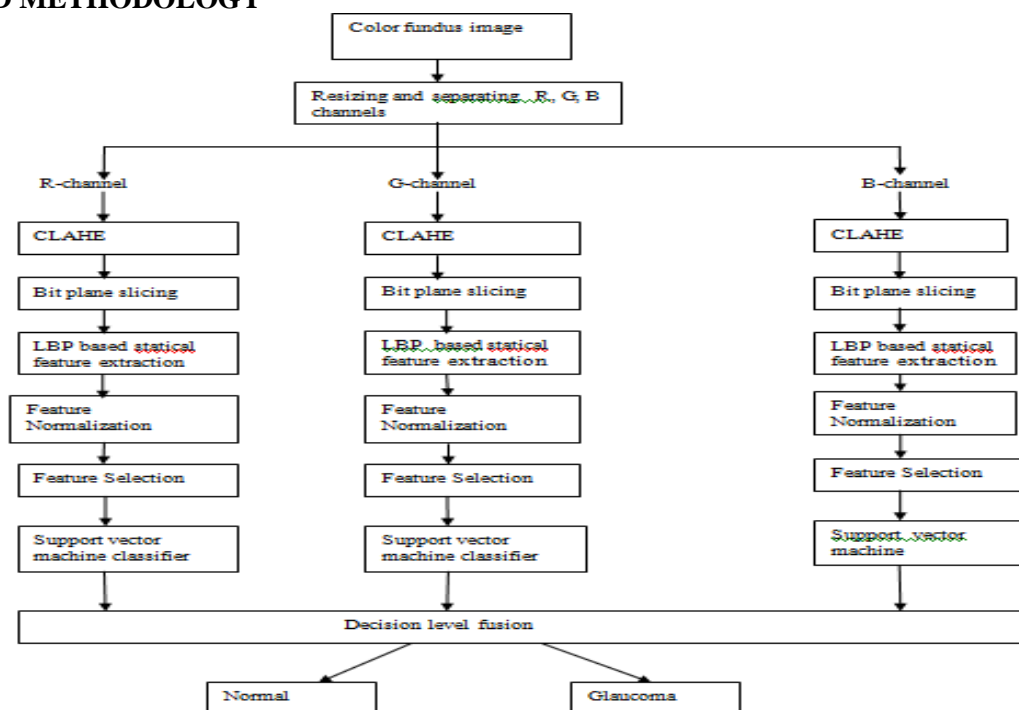 D METHODOLOGY
Color fundus image
Resizing and separating R, G, B
channels
R-channel
G-channel
B-channel
CLAHE
CLAHE
CLAHE
Bit plane slicing
Bit plane slicing
Bit plane slicing
LBP based statical
feature extraction
LBP based statical
feature extraction
LBP based statical
feature extraction
Feature
Normalization
Feature
Normalization
Feature
Normalization
Feature Selection
Feature Selection
Feature Selection
Support vector
machine classifier
Support vector
machine classifier
Support vector
machine
Decision level fusion
Normal
Glaucoma